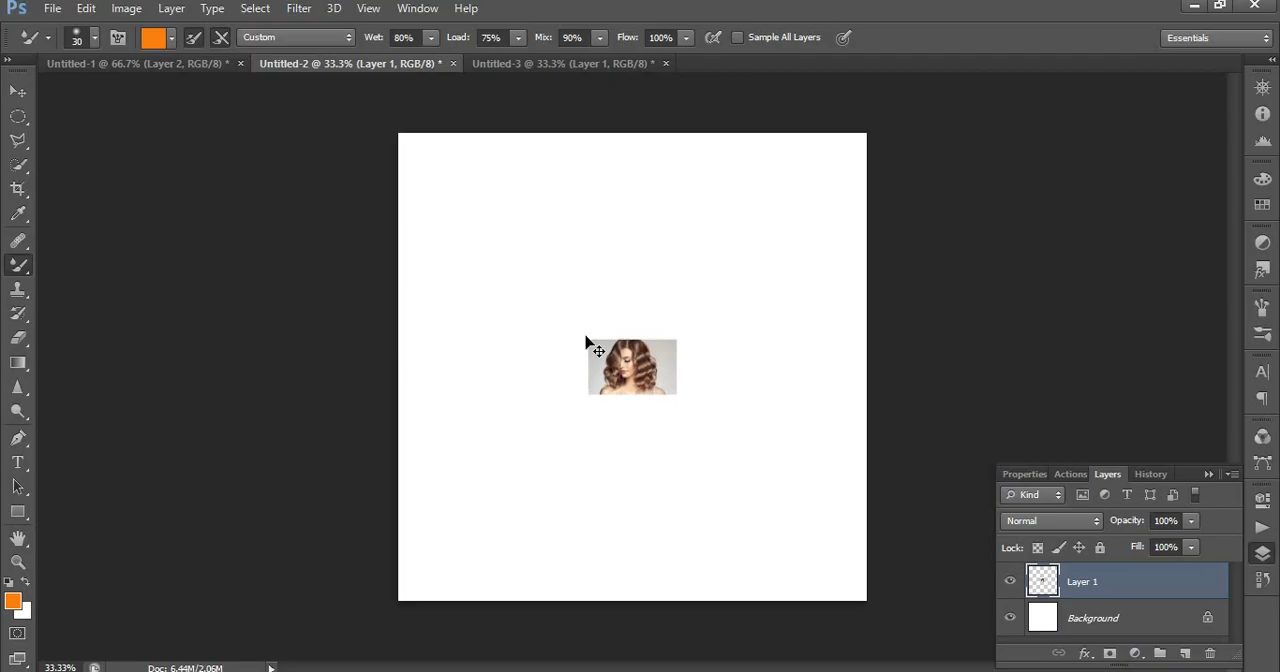 Ps File Edit Image Layer Type Select Filter 3D View Window Help
30 Custom Wet: 80% Load: 75% Mix: 90% Flow: 100% Sample All Layers Essentials
Untitled-1 @ 66.7% (Layer 2, RGB/8) * × Untitled-2 @ 33.3% (Layer 1, RGB/8) * × Untitled-3 @ 33.3% (Layer 1, RGB/8) * ×
Properties Actions Layers History
Kind
Normal Opacity: 100%
Lock: Fill: 100%
Layer 1
Background
33.33% Doc: 6.44M/2.06M